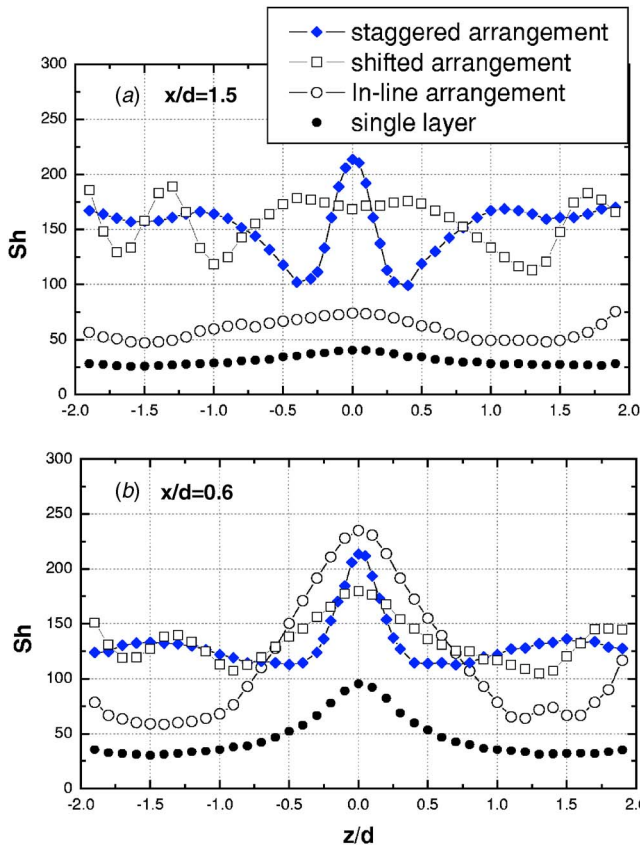 staggered arrangement
shifted arrangement
In-line arrangement
single layer
(a) x/d=1.5
300
250
200
150
100
50
0
Sh
-2.0 -1.5 -1.0 -0.5 0.0 0.5 1.0 1.5 2.0
(b) x/d=0.6
300
250
200
150
100
50
0
Sh
-2.0 -1.5 -1.0 -0.5 0.0 0.5 1.0 1.5 2.0
z/d